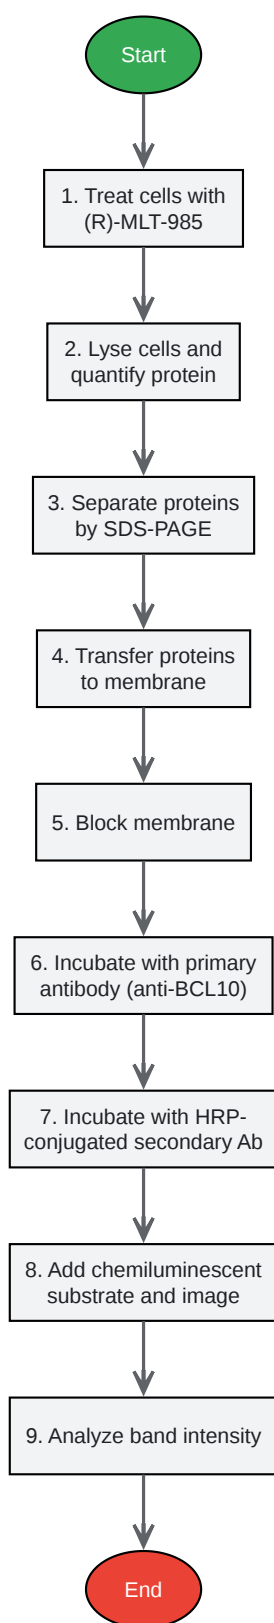 Start
1. Treat cells with
(R)-MLT-985
2. Lyse cells and
quantify protein
3. Separate proteins
by SDS-PAGE
4. Transfer proteins
to membrane
5. Block membrane
6. Incubate with primary
antibody (anti-BCL10)
7. Incubate with HRP-
conjugated secondary Ab
8. Add chemiluminescent
substrate and image
9. Analyze band intensity
End